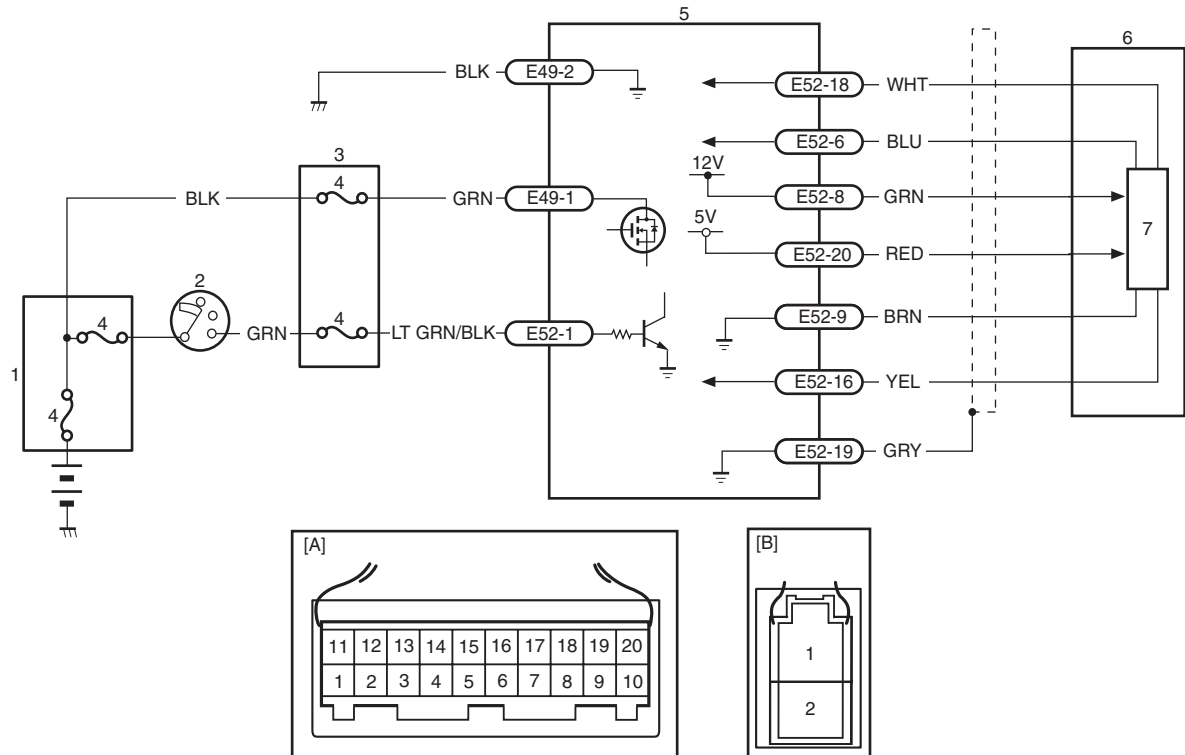 5
BLK E49-2
E52-18 WHT
6
E52-6 BLU
3
12V
4
BLK
GRN E49-1
E52-8 GRN
5V
7
E52-20 RED
2
4
GRN
4
LT GRN/BLK E52-1
E52-9 BRN
1
4
E52-16 YEL
E52-19 GRY
[A]
11 12 13 14 15 16 17 18 19 20
1 2 3 4 5 6 7 8 9 10
[B]
1
2